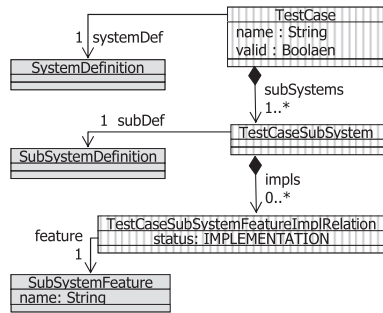 TestCase
name : String
valid : Boolaen
1 systemDef
SystemDefinition
subSystems
1..*
1 subDef
TestCaseSubSystem
SubSystemDefinition
impls
0..*
TestCaseSubSystemFeatureImplRelation
status: IMPLEMENTATION
feature
1
SubSystemFeature
name: String